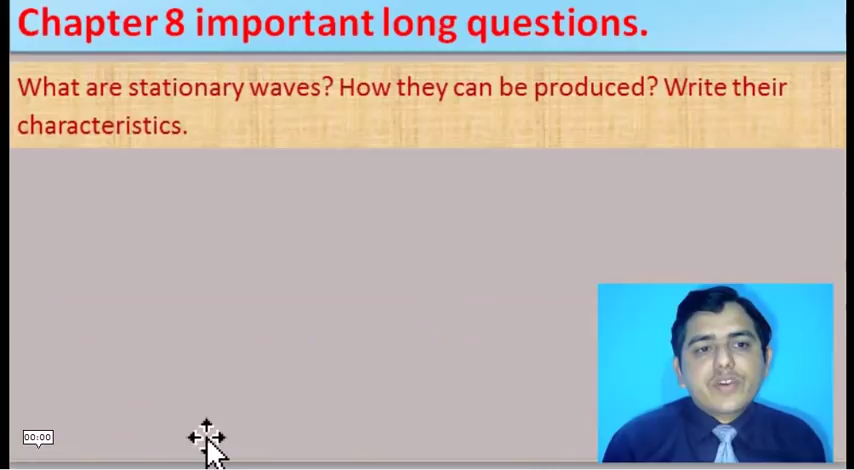 Chapter 8 important long questions.
What are stationary waves? How they can be produced? Write their
characteristics.
00:00